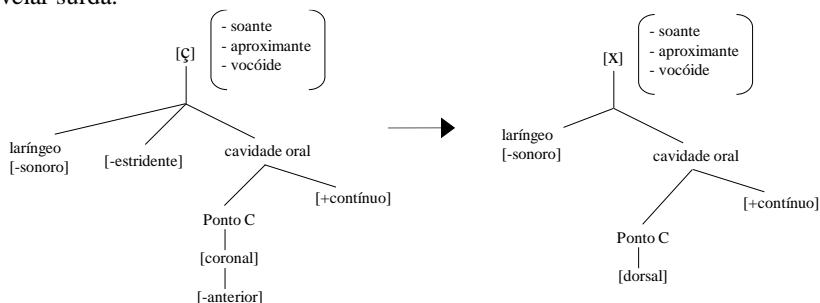 velar surda.
[Ç]
- soante
- aproximante
- vocóide
laríngeo
[-sonoro]
[-estridente]
cavidade oral
[+contínuo]
Ponto C
[coronal]
[-anterior]
[x]
- soante
- aproximante
- vocóide
laríngeo
[-sonoro]
cavidade oral
[+contínuo]
Ponto C
[dorsal]